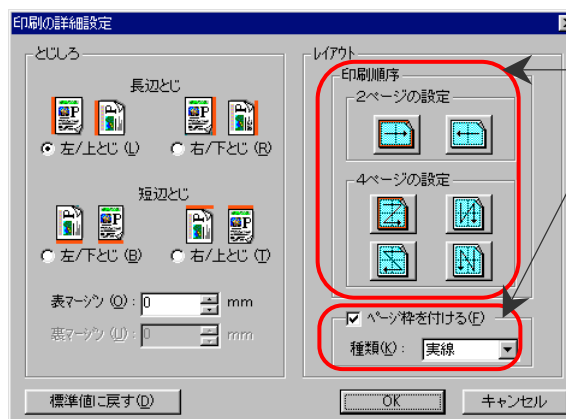 印刷の詳細設定
とじしろ
長辺とじ
左/上とじ (L)
右/下とじ (R)
短辺とじ
左/下とじ (B)
右/上とじ (T)
表マージン (O): 0 mm
裏マージン (U): 0 mm
標準値に戻す(D)
レイアウト
印刷順序
2ページの設定
4ページの設定
ページ枠を付ける(F)
種類(K): 実線
OK
キャンセル